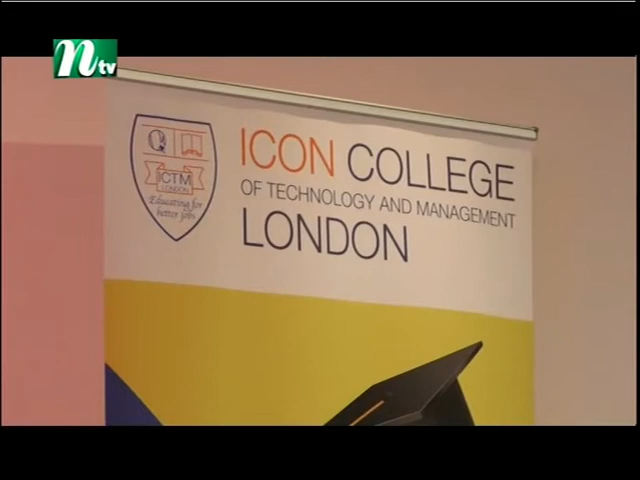 ntv
ICON COLLEGE
OF TECHNOLOGY AND MANAGEMENT
LONDON
ICTM
LONDON
Educating for
better jobs